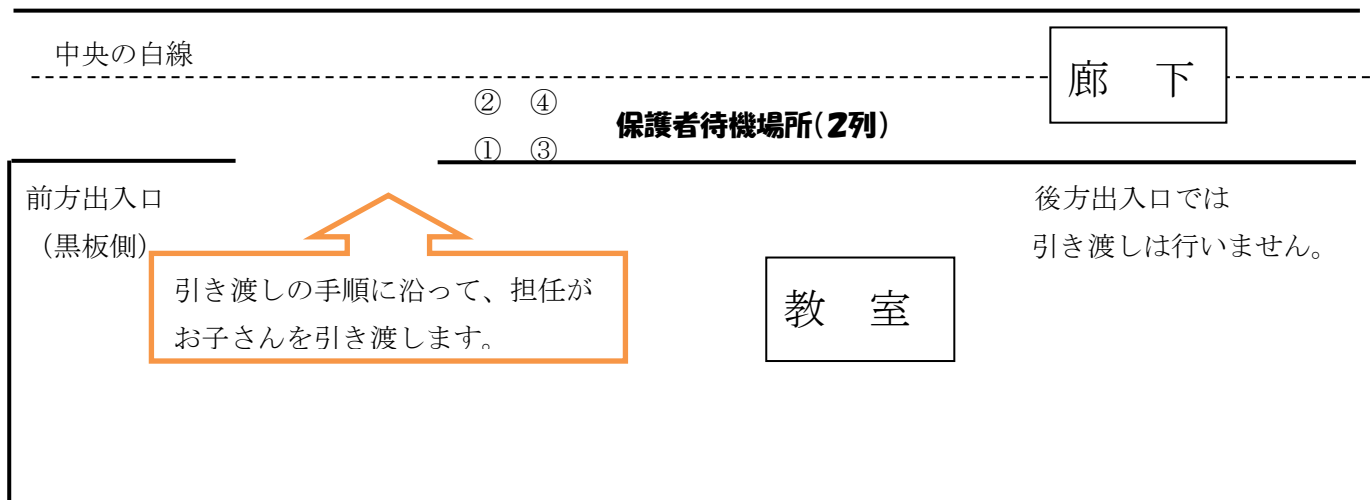 中央の白線
廊　下
② ④
保護者待機場所(2列)
① ③
前方出入口
(黒板側)
後方出入口では
引き渡しは行いません。
引き渡しの手順に沿って、担任が
お子さんを引き渡します。
教　室